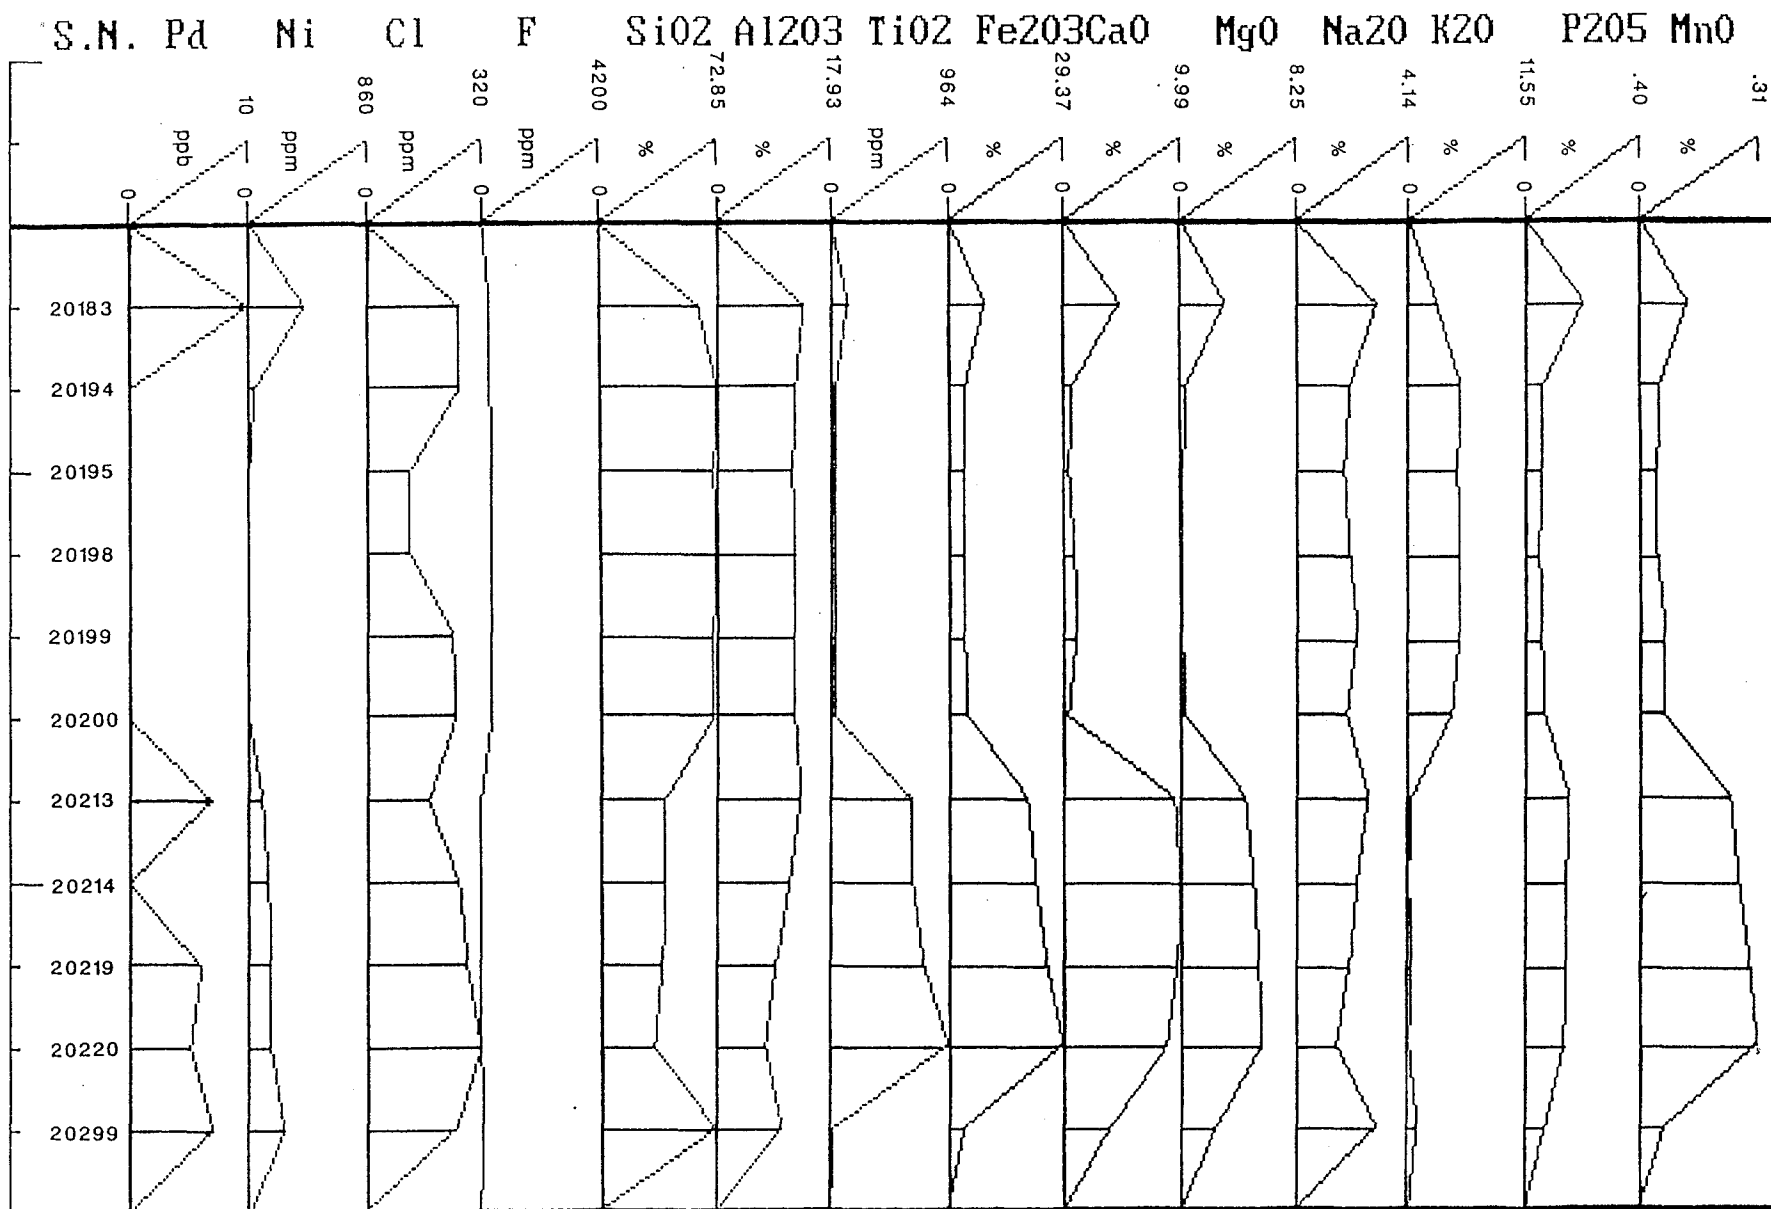 S.N. Pd Ni Cl F SiO2 Al2O3 TiO2 Fe2O3 CaO MgO Na2O K2O P2O5 MnO
10 860 320 4200 72.85 17.93 964 29.37 9.99 8.25 4.14 11.55 .40 .31
ppb ppm ppm ppm % % ppm % % % % % % %
0 0 0 0 0 0 0 0 0 0 0 0 0 0
20183
20194
20195
20198
20199
20200
20213
20214
20219
20220
20299